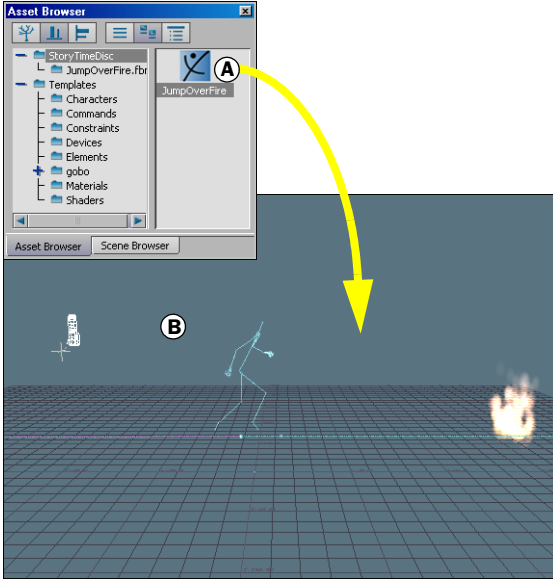 Asset Browser
StoryTimeDisc
JumpOverFire.fbr
Templates
Characters
Commands
Constraints
Devices
Elements
gobo
Materials
Shaders
A
JumpOverFire
Asset Browser
Scene Browser
B